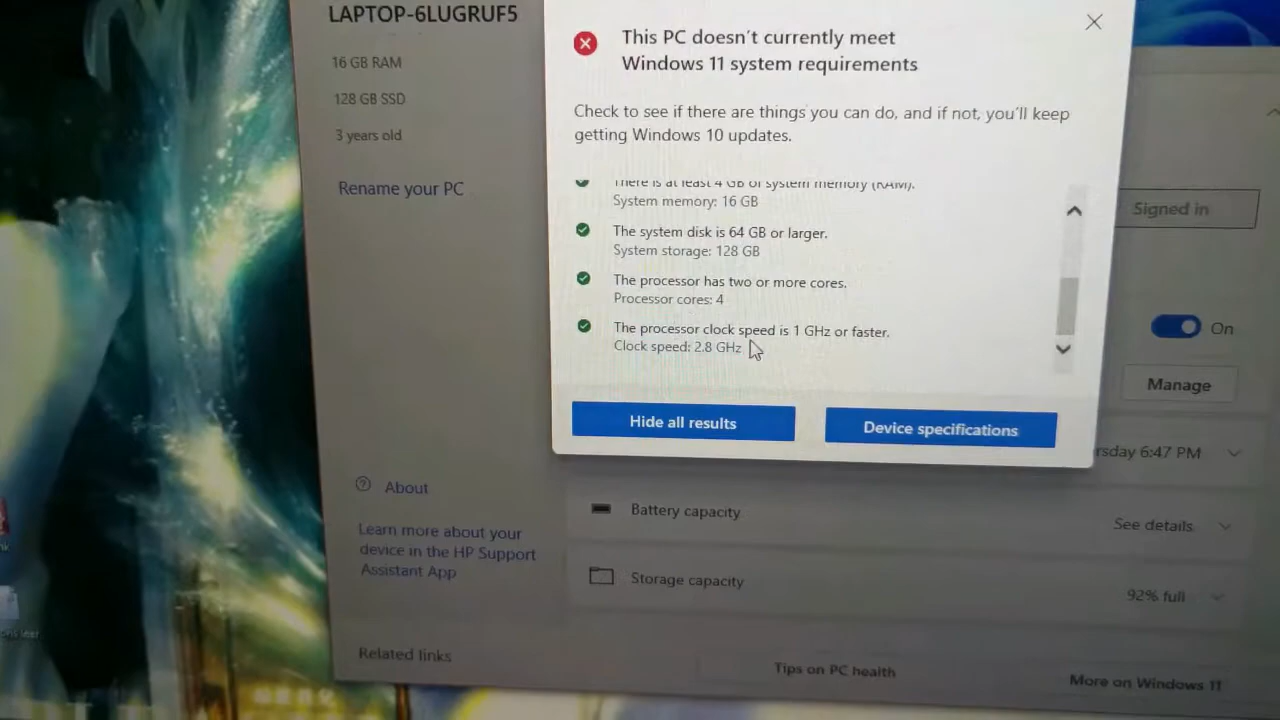 LAPTOP-6LUGRUF5
16 GB RAM
128 GB SSD
3 years old
Rename your PC
About
Learn more about your
device in the HP Support
Assistant App
Related links
This PC doesn't currently meet
Windows 11 system requirements
Check to see if there are things you can do, and if not, you'll keep
getting Windows 10 updates.
There is at least 4 GB of system memory (RAM).
System memory: 16 GB
The system disk is 64 GB or larger.
System storage: 128 GB
The processor has two or more cores.
Processor cores: 4
The processor clock speed is 1 GHz or faster.
Clock speed: 2.8 GHz
Hide all results
Device specifications
Signed in
On
Manage
rsday 6:47 PM
Battery capacity
See details
Storage capacity
92% full
Tips on PC health
More on Windows 11